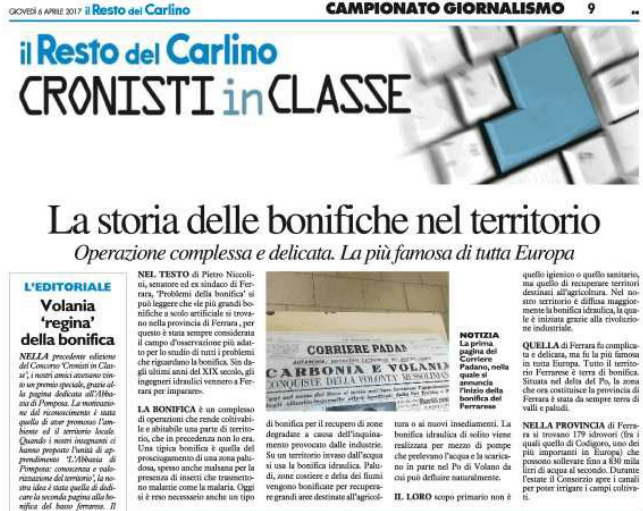 GIOVEDÌ 6 APRILE 2017 il Resto del Carlino
CAMPIONATO GIORNALISMO
9
••
il Resto del Carlino
CRONISTI in CLASSE
La storia delle bonifiche nel territorio
Operazione complessa e delicata. La più famosa di tutta Europa
L'EDITORIALE
Volania
'regina'
della bonifica
NELLA precedente edizione
del Concorso 'Cronisti in Clas-
se', i nostri amici avevano vin-
to un premio speciale, grazie al-
la pagina dedicata all'Abba-
zia di Pomposa. La motivazio-
ne del riconoscimento è stata
quella di aver promosso l'am-
biente ed il territorio locale.
Quando i nostri insegnanti ci
hanno proposto l'unità di ap-
prendimento 'L'Abbazia di
Pomposa: conoscenza e valo-
rizzazione del territorio', la no-
stra idea è stata quella di dedi-
care la seconda pagina alla bo-
nifica del basso ferrarese. Il
NEL TESTO di Pietro Niccoli-
ni, senatore ed ex sindaco di Fer-
rara, 'Problemi della bonifica' si
può leggere che «le più grandi bo-
nifiche a scolo artificiale si trova-
no nella provincia di Ferrara, per
questo è stata sempre considerata
il campo d'osservazione più adat-
to per lo studio di tutti i problemi
che riguardano la bonifica. Sin da-
gli ultimi anni del XIX secolo, gli
ingegneri idraulici vennero a Fer-
rara per imparare».
LA BONIFICA è un complesso
di operazioni che rende coltivabi-
le e abitabile una parte di territo-
rio, che in precedenza non lo era.
Una tipica bonifica è quella del
prosciugamento di una zona palu-
dosa, spesso anche malsana per la
presenza di insetti che trasmetto-
no malattie come la malaria. Oggi
si è reso necessario anche un tipo
CORRIERE PADAN
CARBONIA E VOLANIA
CONQUISTE DELLA VOLONTÀ MUSSOLINIA
NOTIZIA
La prima
pagina del
Corriere
Padano, nella
quale si
annuncia
l'inizio della
bonifica del
Ferrarese
di bonifica per il recupero di zone
degradate a causa dell'inquina-
mento provocato dalle industrie.
Su un territorio invaso dall'acqua
si usa la bonifica idraulica. Palu-
di, zone costiere e delta dei fiumi
vengono bonificate per recupera-
re grandi aree destinate all'agricol-
tura o ai nuovi insediamenti. La
bonifica idraulica di solito viene
realizzata per mezzo di pompe
che prelevano l'acqua e la scarica-
no in parte nel Po di Volano da
cui può defluire naturalmente.
IL LORO scopo primario non è
quello igienico o quello sanitario,
ma quello di recuperare territori
destinati all'agricoltura. Nel no-
stro territorio è diffusa maggior-
mente la bonifica idraulica, la qua-
le è iniziata grazie alla rivoluzio-
ne industriale.
QUELLA di Ferrara fu complica-
ta e delicata, ma fu la più famosa
in tutta Europa. Tutto il territo-
rio Ferrarese è terra di bonifica.
Situata nel delta del Po, la zona
che ora costituisce la provincia di
Ferrara è stata da sempre terra di
valli e paludi.
NELLA PROVINCIA di Ferra-
ra si trovano 179 idrovori (fra i
quali quello di Codigoro, uno dei
più importanti in Europa) che
possono sollevare fino a 830 mila
litri di acqua al secondo. Durante
l'estate il Consorzio apre i canali
per poter irrigare i campi coltiva-
ti.